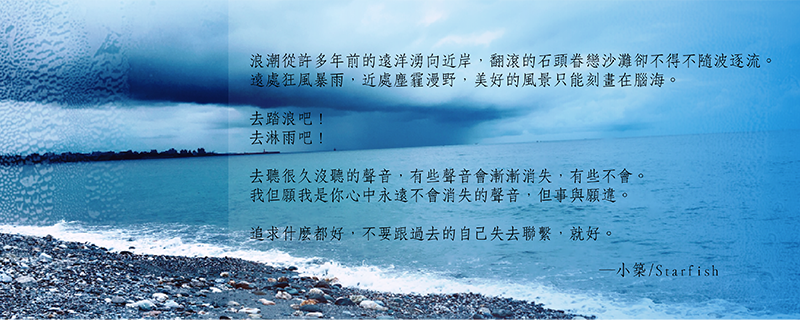 浪潮從許多年前的遠洋湧向近岸，翻滾的石頭眷戀沙灘卻不得不隨波逐流。
遠處狂風暴雨，近處塵霾漫野，美好的風景只能刻畫在腦海。
去踏浪吧！
去淋雨吧！
去聽很久沒聽的聲音，有些聲音會漸漸消失，有些不會。
我但願我是你心中永遠不會消失的聲音，但事與願進。
追求什麼都好，不要跟過去的自己失去聯繫，就好。
—小築/Starfish